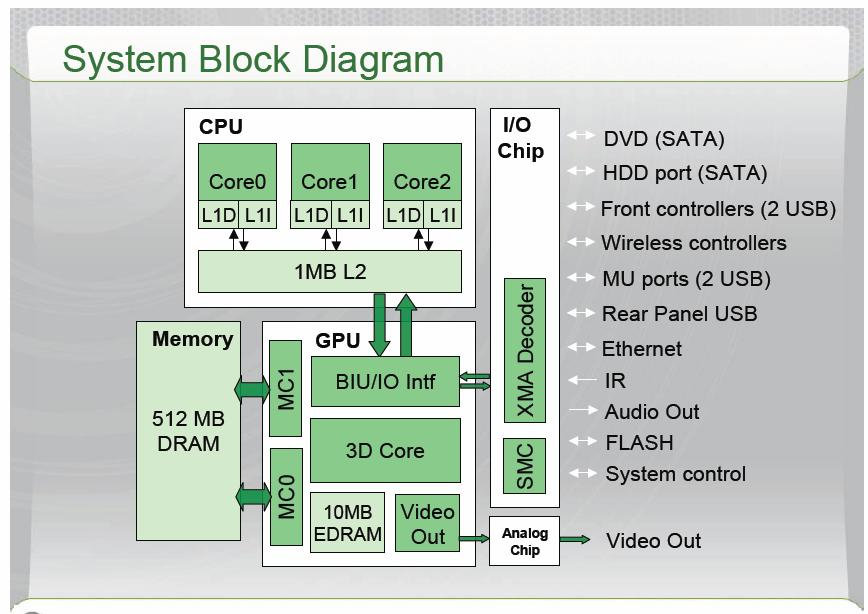 System Block Diagram
CPU
Core0
Core1
Core2
L1D
L1I
L1D
L1I
L1D
L1I
1MB L2
Memory
512 MB
DRAM
GPU
MC1
MC0
BIU/IO Intf
3D Core
10MB
EDRAM
Video
Out
I/O
Chip
XMA Decoder
SMC
Analog
Chip
DVD (SATA)
HDD port (SATA)
Front controllers (2 USB)
Wireless controllers
MU ports (2 USB)
Rear Panel USB
Ethernet
IR
Audio Out
FLASH
System control
Video Out